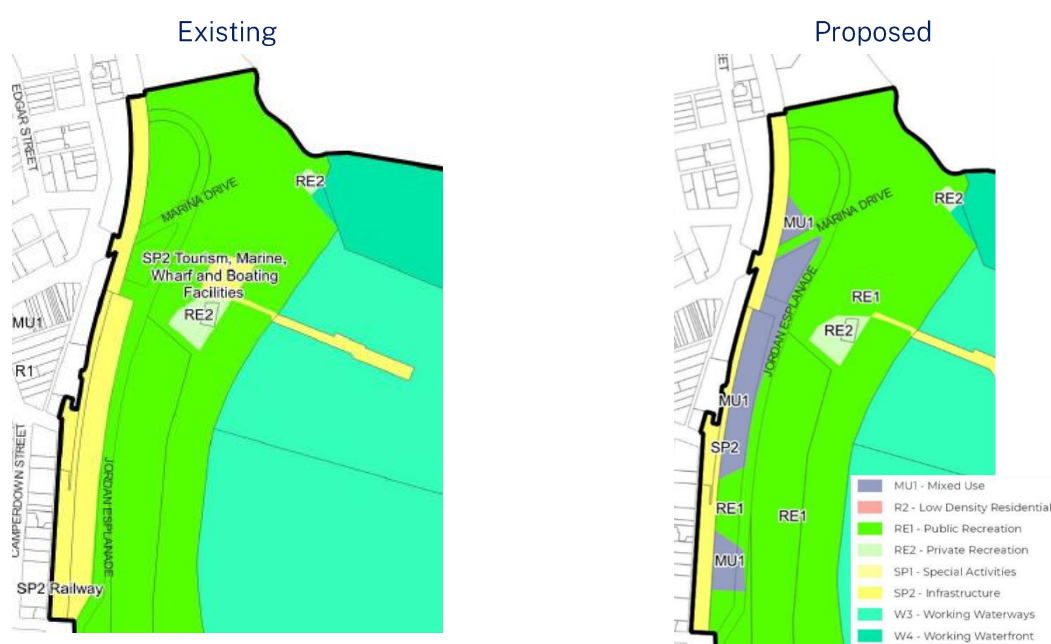 Existing
EDGAR STREET
MARINA DRIVE
RE2
SP2 Tourism, Marine,
Wharf and Boating
Facilities
RE2
MU1
R1
CAMPERDOWN STREET
JORDAN ESPLANADE
SP2 Railway
Proposed
EET
EDGAR STREET
MU1
MARINA DRIVE
RE2
JORDAN ESPLANADE
RE1
RE2
MU1
SP2
RE1
RE1
MU1
MU1 - Mixed Use
R2 - Low Density Residential
RE1 - Public Recreation
RE2 - Private Recreation
SP1 - Special Activities
SP2 - Infrastructure
W3 - Working Waterways
W4 - Working Waterfront